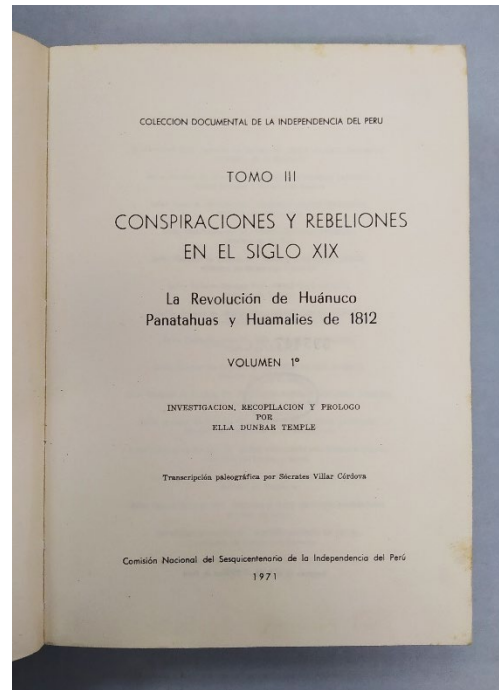 COLECCION DOCUMENTAL DE LA INDEPENDENCIA DEL PERU
TOMO III
CONSPIRACIONES Y REBELIONES
EN EL SIGLO XIX
La Revolución de Huánuco
Panatahuas y Huamalies de 1812
VOLUMEN 1º
INVESTIGACION, RECOPILACION Y PROLOGO
POR
ELLA DUNBAR TEMPLE
Transcripción paleográfica por Sócrates Villar Córdova
Comisión Nacional del Sesquicentenario de la Independencia del Perú
1971